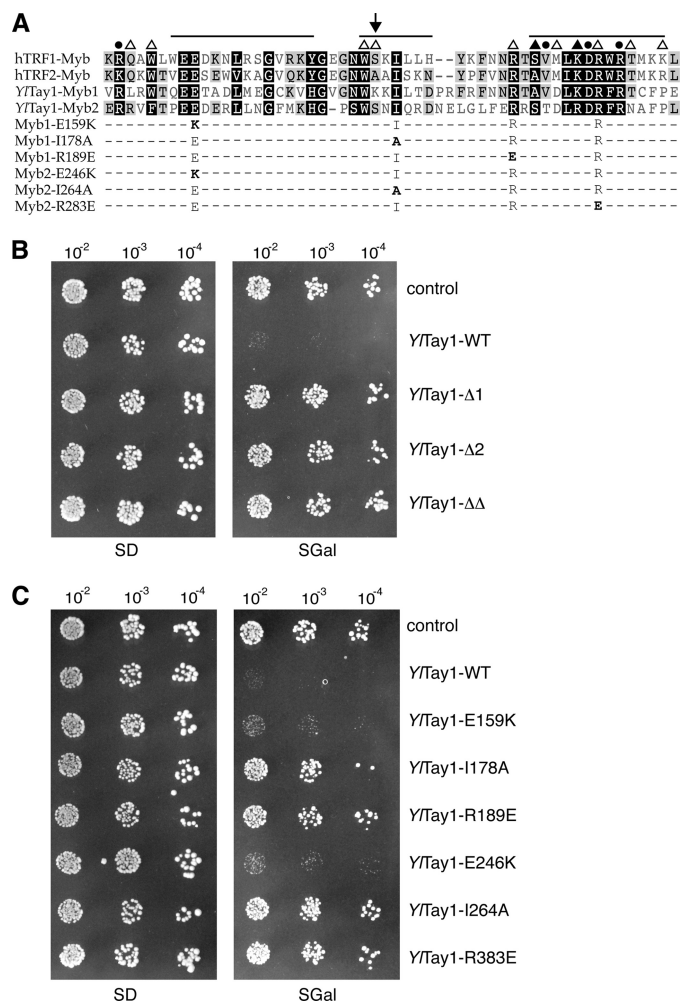 A
hTRF1-Myb KRQAWLWEEDKNLRSGVRKYGEGNWSKILLH--YKFNNRTSVMLKDRWRTMKKL
hTRF2-Myb KRQKWTVEESEWVKAGVQKYGEGNWAAISKN--YPFVNRTAVMIKDRWRTMKRL
YlTay1-Myb1 VRLRWTQEETADLMEGCKVHGVGNWKKILTDPRFRFNNRTAVDLKDRFRTCFPE
YlTay1-Myb2 ERRVFTPEEDERLLNGFMKHG-PSWSNIQRDNELGLFERRSTDLKDRFRNAFPL
Myb1-E159K --------K------------------I----------R-------R-------
Myb1-I178A --------E------------------A----------R-------R-------
Myb1-R189E --------E------------------I----------E-------R-------
Myb2-E246K --------K------------------I----------R-------R-------
Myb2-I264A --------E------------------A----------R-------R-------
Myb2-R283E --------E------------------I----------R-------E-------
B
10-2 10-3 10-4 10-2 10-3 10-4
control
YlTay1-WT
YlTay1-Δ1
YlTay1-Δ2
YlTay1-ΔΔ
SD SGal
C
10-2 10-3 10-4 10-2 10-3 10-4
control
YlTay1-WT
YlTay1-E159K
YlTay1-I178A
YlTay1-R189E
YlTay1-E246K
YlTay1-I264A
YlTay1-R383E
SD SGal